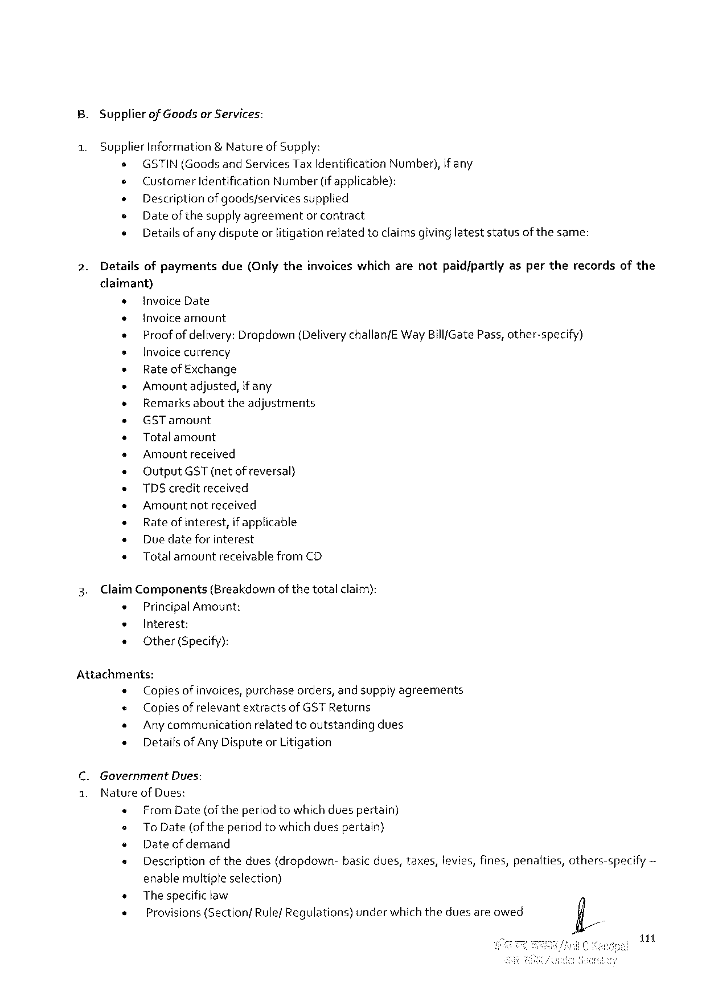 B. Supplier of Goods or Services:
1. Supplier Information & Nature of Supply:
• GSTIN (Goods and Services Tax Identification Number), if any
• Customer Identification Number (if applicable):
• Description of goods/services supplied
• Date of the supply agreement or contract
• Details of any dispute or litigation related to claims giving latest status of the same:
2. Details of payments due (Only the invoices which are not paid/partly as per the records of the
claimant)
• Invoice Date
• Invoice amount
• Proof of delivery: Dropdown (Delivery challan/E Way Bill/Gate Pass, other-specify)
• Invoice currency
• Rate of Exchange
• Amount adjusted, if any
• Remarks about the adjustments
• GST amount
• Total amount
• Amount received
• Output GST (net of reversal)
• TDS credit received
• Amount not received
• Rate of interest, if applicable
• Due date for interest
• Total amount receivable from CD
3. Claim Components (Breakdown of the total claim):
• Principal Amount:
• Interest:
• Other (Specify):
Attachments:
• Copies of invoices, purchase orders, and supply agreements
• Copies of relevant extracts of GST Returns
• Any communication related to outstanding dues
• Details of Any Dispute or Litigation
C. Government Dues:
1. Nature of Dues:
• From Date (of the period to which dues pertain)
• To Date (of the period to which dues pertain)
• Date of demand
• Description of the dues (dropdown- basic dues, taxes, levies, fines, penalties, others-specify –
enable multiple selection)
• The specific law
• Provisions (Section/ Rule/ Regulations) under which the dues are owed
111
/Anil C Kandpal
/Under Secretary